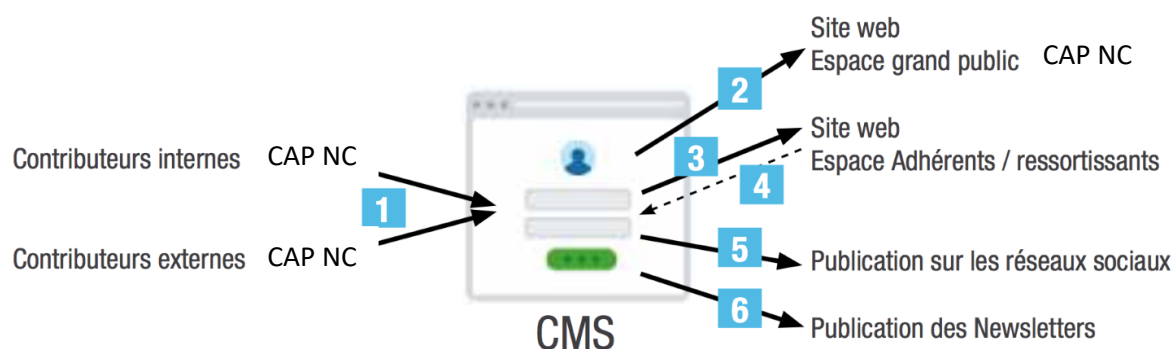 Site web
Espace grand public CAP NC
2
Site web
Espace Adhérents / ressortissants
3
4
Contributeurs internes CAP NC
1
Contributeurs externes CAP NC
5
Publication sur les réseaux sociaux
6
Publication des Newsletters
CMS